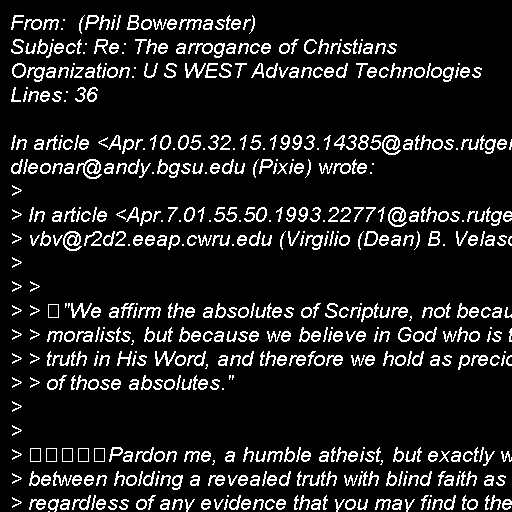 From:  (Phil Bowermaster)
Subject: Re: The arrogance of Christians
Organization: U S WEST Advanced Technologies
Lines: 36

In article <Apr.10.05.32.15.1993.14385@athos.rutger
dleonar@andy.bgsu.edu (Pixie) wrote:
>
> In article <Apr.7.01.55.50.1993.22771@athos.rutge
> vbv@r2d2.eeap.cwru.edu (Virgilio (Dean) B. Velasc
>
> >
> > "We affirm the absolutes of Scripture, not becau
> > moralists, but because we believe in God who is t
> > truth in His Word, and therefore we hold as precio
> > of those absolutes."
>
>
> Pardon me, a humble atheist, but exactly w
> between holding a revealed truth with blind faith as
> regardless of any evidence that you may find to the